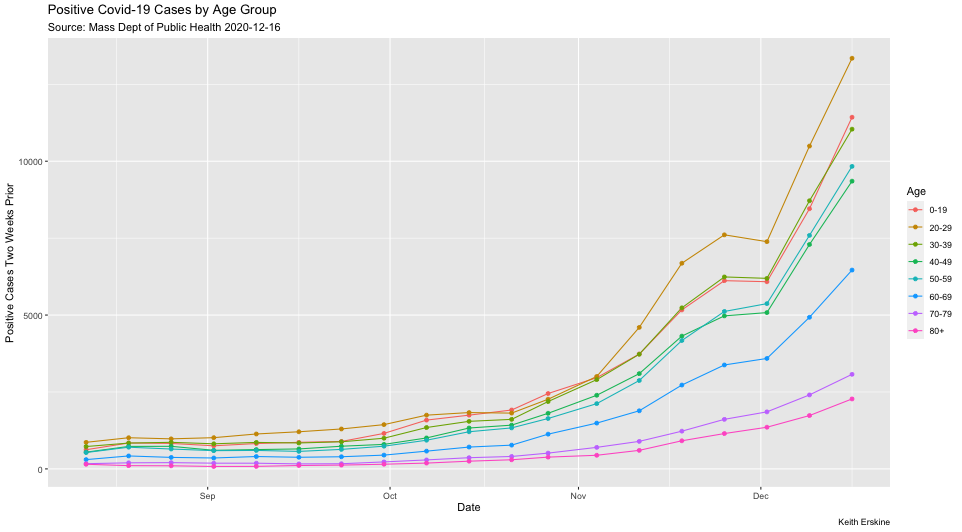 Positive Covid-19 Cases by Age Group
Source: Mass Dept of Public Health 2020-12-16
Positive Cases Two Weeks Prior
10000
5000
0
Sep
Oct
Nov
Dec
Date
Age
0-19
20-29
30-39
40-49
50-59
60-69
70-79
80+
Keith Erskine